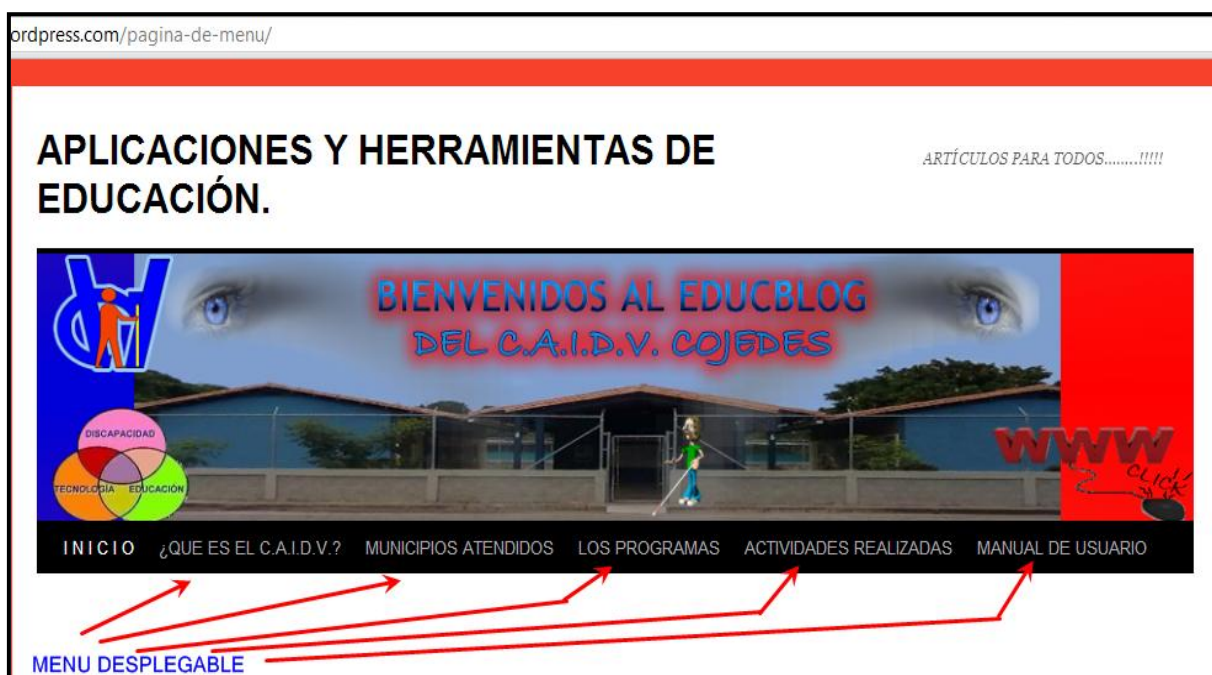 ordpress.com/pagina-de-menu/
APLICACIONES Y HERRAMIENTAS DE
EDUCACIÓN.
ARTÍCULOS PARA TODOS........!!!!!
BIENVENIDOS AL EDUCBLOG
DEL C.A.I.D.V. COJEDES
DISCAPACIDAD
TECNOLOGÍA EDUCACIÓN
WWW
CLICK!
INICIO ¿QUE ES EL C.A.I.D.V.? MUNICIPIOS ATENDIDOS LOS PROGRAMAS ACTIVIDADES REALIZADAS MANUAL DE USUARIO
MENU DESPLEGABLE